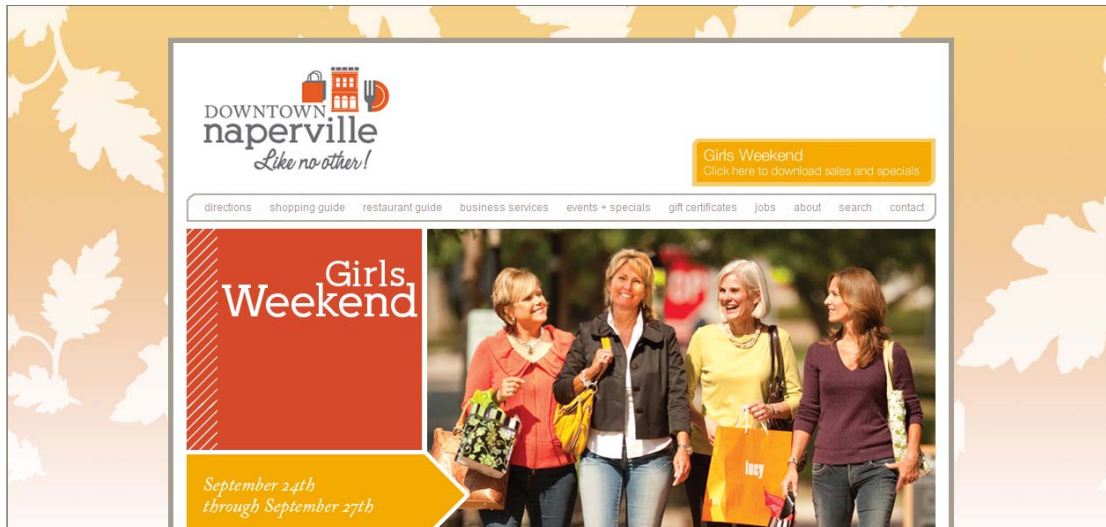 DOWNTOWN
naperville
Like no other!
Girls Weekend
Click here to download sales and specials
directions shopping guide restaurant guide business services events + specials gift certificates jobs about search contact
Girls
Weekend
STOP
lucy
September 24th
through September 27th